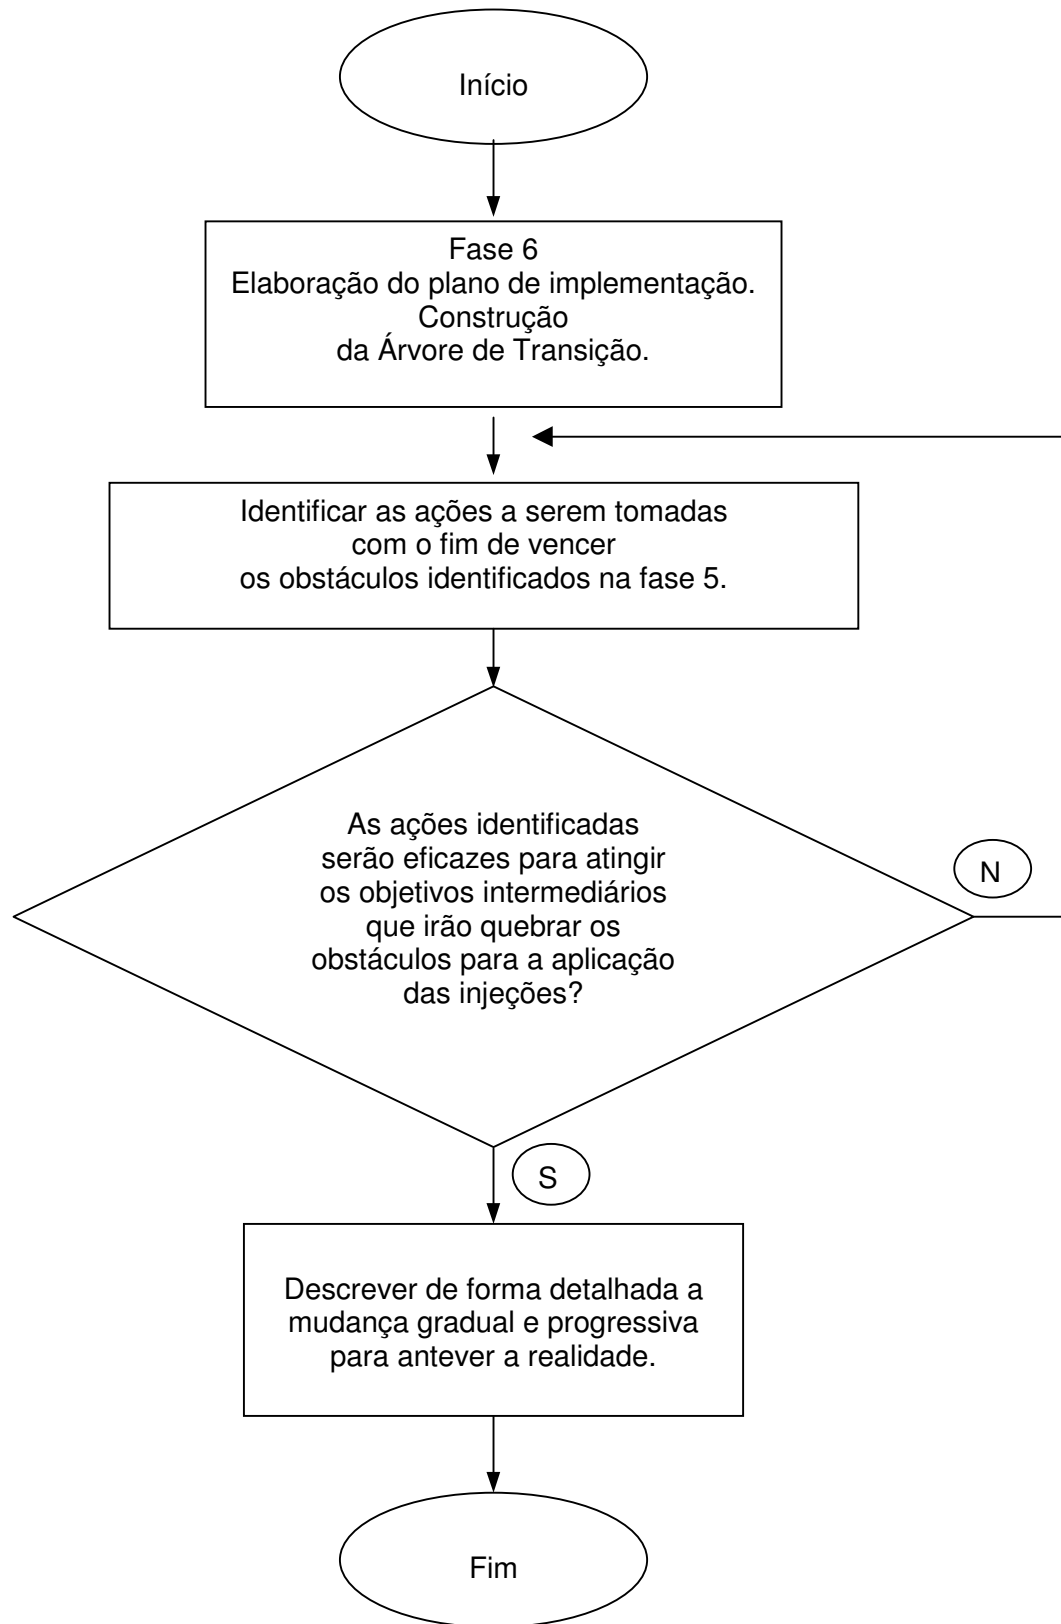 Início
Fase 6
Elaboração do plano de implementação.
Construção
da Árvore de Transição.
Identificar as ações a serem tomadas
com o fim de vencer
os obstáculos identificados na fase 5.
As ações identificadas
serão eficazes para atingir
os objetivos intermediários
que irão quebrar os
obstáculos para a aplicação
das injeções?
N
S
Descrever de forma detalhada a
mudança gradual e progressiva
para antever a realidade.
Fim